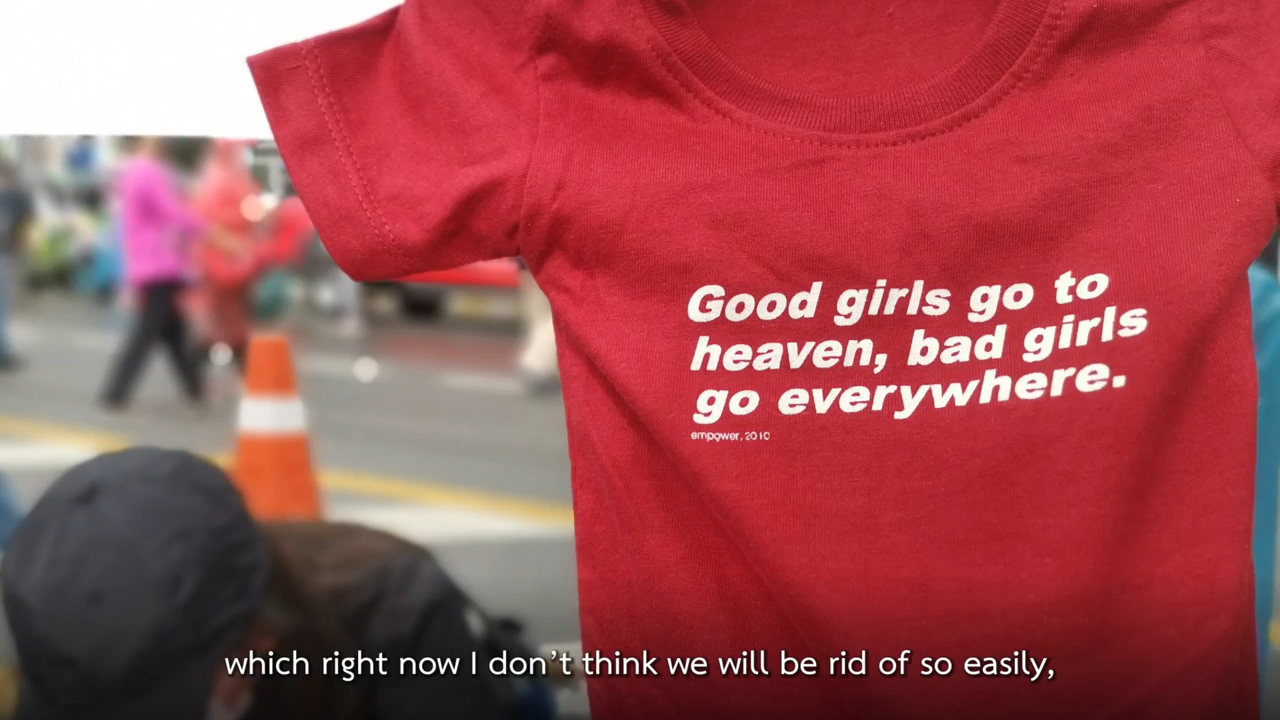 Good girls go to
heaven, bad girls
go everywhere.
empower, 2010
which right now I don't think we will be rid of so easily,